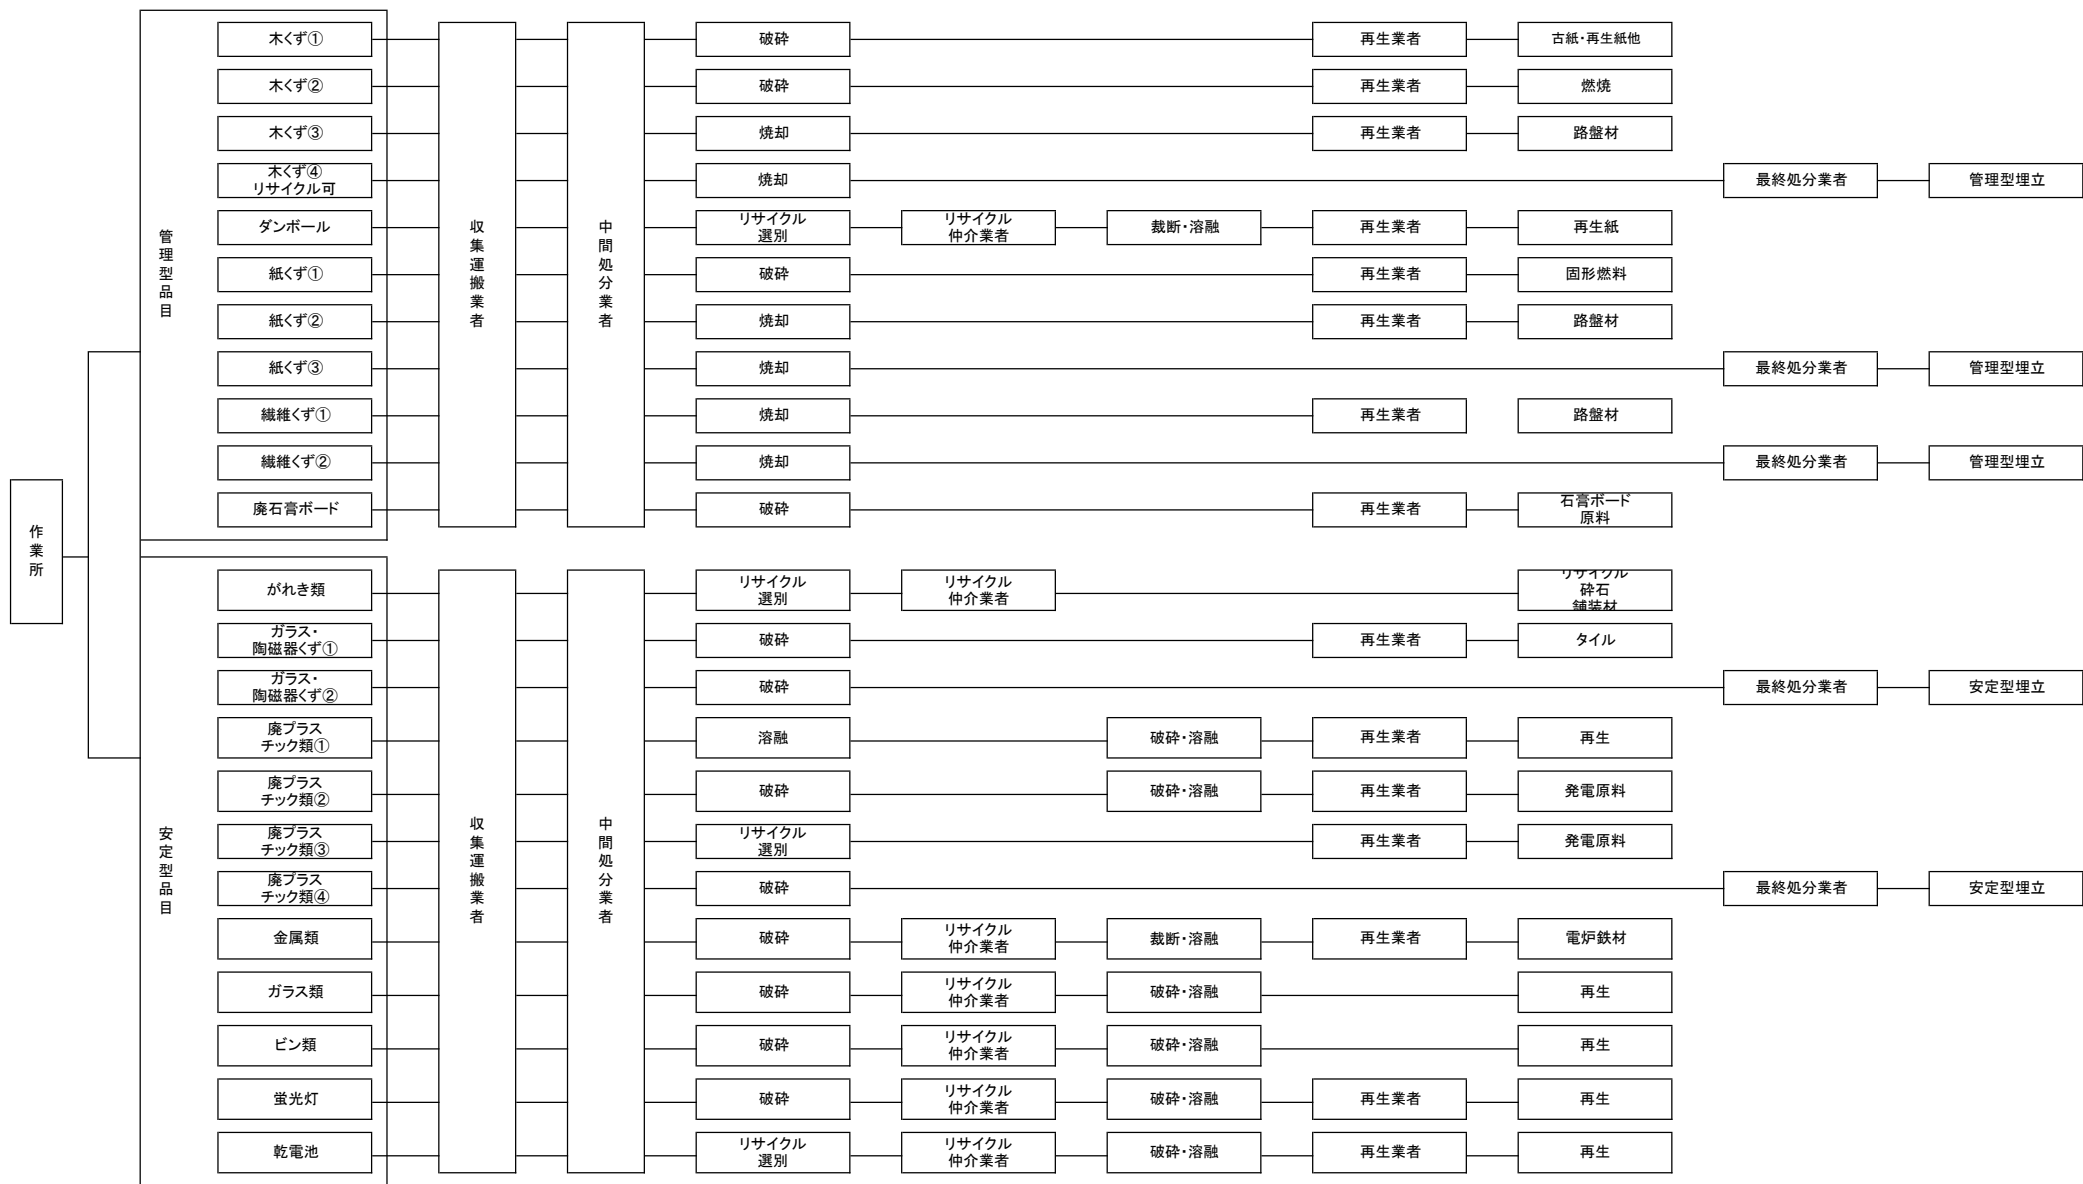 作業所
管理型品目
収集運搬業者
中間処分業者
木くず①
破砕
再生業者
古紙・再生紙他
木くず②
破砕
再生業者
燃焼
木くず③
焼却
再生業者
路盤材
木くず④
リサイクル可
焼却
最終処分業者
管理型埋立
ダンボール
リサイクル
選別
リサイクル
仲介業者
裁断・溶融
再生業者
再生紙
紙くず①
破砕
再生業者
固形燃料
紙くず②
焼却
再生業者
路盤材
紙くず③
焼却
最終処分業者
管理型埋立
繊維くず①
焼却
再生業者
路盤材
繊維くず②
焼却
最終処分業者
管理型埋立
廃石膏ボード
破砕
再生業者
石膏ボード
原料
安定型品目
収集運搬業者
中間処分業者
がれき類
リサイクル
選別
リサイクル
仲介業者
リサイクル
砕石
舗装材
ガラス・
陶磁器くず①
破砕
再生業者
タイル
ガラス・
陶磁器くず②
破砕
最終処分業者
安定型埋立
廃プラス
チック類①
溶融
破砕・溶融
再生業者
再生
廃プラス
チック類②
破砕
破砕・溶融
再生業者
発電原料
廃プラス
チック類③
リサイクル
選別
再生業者
発電原料
廃プラス
チック類④
破砕
最終処分業者
安定型埋立
金属類
破砕
リサイクル
仲介業者
裁断・溶融
再生業者
電炉鉄材
ガラス類
破砕
リサイクル
仲介業者
破砕・溶融
再生
ビン類
破砕
リサイクル
仲介業者
破砕・溶融
再生
蛍光灯
破砕
リサイクル
仲介業者
破砕・溶融
再生業者
再生
乾電池
リサイクル
選別
リサイクル
仲介業者
破砕・溶融
再生業者
再生